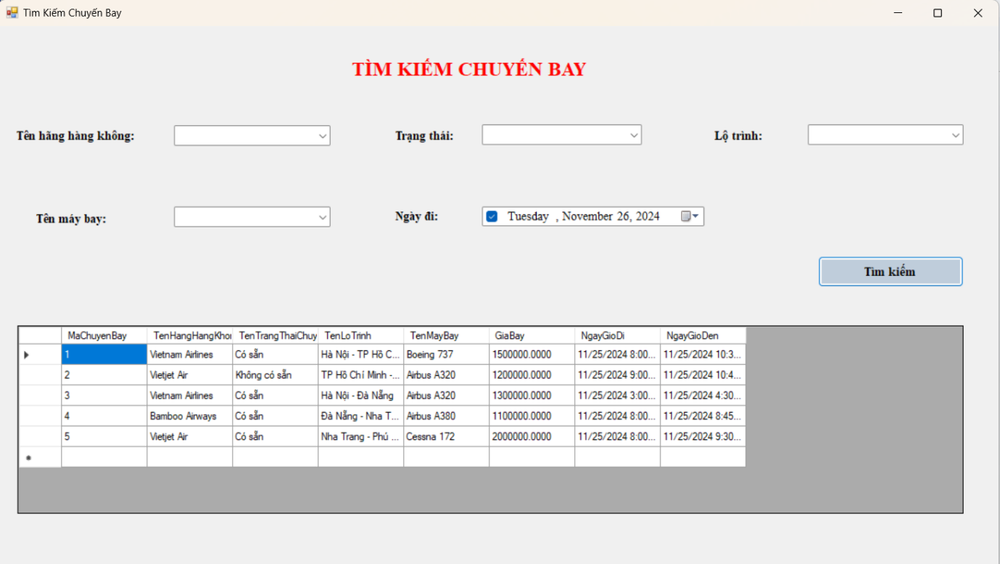 Tìm Kiếm Chuyến Bay
TÌM KIẾM CHUYẾN BAY
Tên hãng hàng không: Trạng thái: Lộ trình:
Tên máy bay: Ngày đi: Tuesday , November 26, 2024
Tìm kiếm
MaChuyenBay TenHangHangKhon TenTrangThaiChuy TenLoTrinh TenMayBay GiaBay NgayGioDi NgayGioDen
1 Vietnam Airlines Có sẵn Hà Nội - TP Hồ C... Boeing 737 1500000.0000 11/25/2024 8:00... 11/25/2024 10:3...
2 Vietjet Air Không có sẵn TP Hồ Chí Minh -... Airbus A320 1200000.0000 11/25/2024 9:00... 11/25/2024 10:4...
3 Vietnam Airlines Có sẵn Hà Nội - Đà Nẵng Airbus A320 1300000.0000 11/25/2024 3:00... 11/25/2024 4:30...
4 Bamboo Airways Có sẵn Đà Nẵng - Nha T... Airbus A380 1100000.0000 11/25/2024 8:00... 11/25/2024 8:45...
5 Vietjet Air Có sẵn Nha Trang - Phú ... Cessna 172 2000000.0000 11/25/2024 8:00... 11/25/2024 9:30...